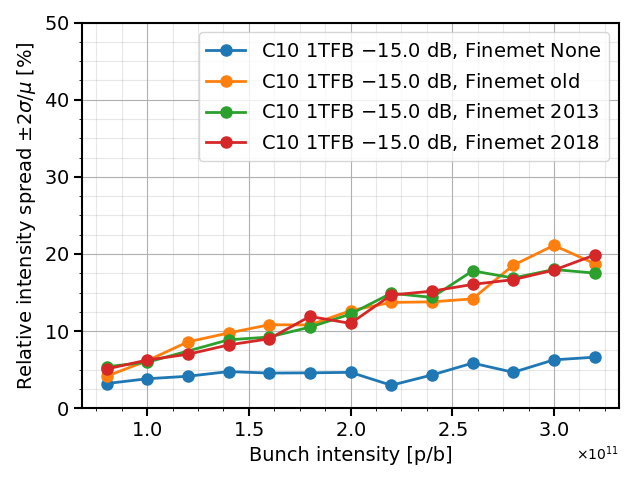 Relative intensity spread ±2σ/μ [%]
50
40
30
20
10
0
C10 1TFB −15.0 dB, Finemet None
C10 1TFB −15.0 dB, Finemet old
C10 1TFB −15.0 dB, Finemet 2013
C10 1TFB −15.0 dB, Finemet 2018
1.0 1.5 2.0 2.5 3.0
Bunch intensity [p/b]
×10¹¹